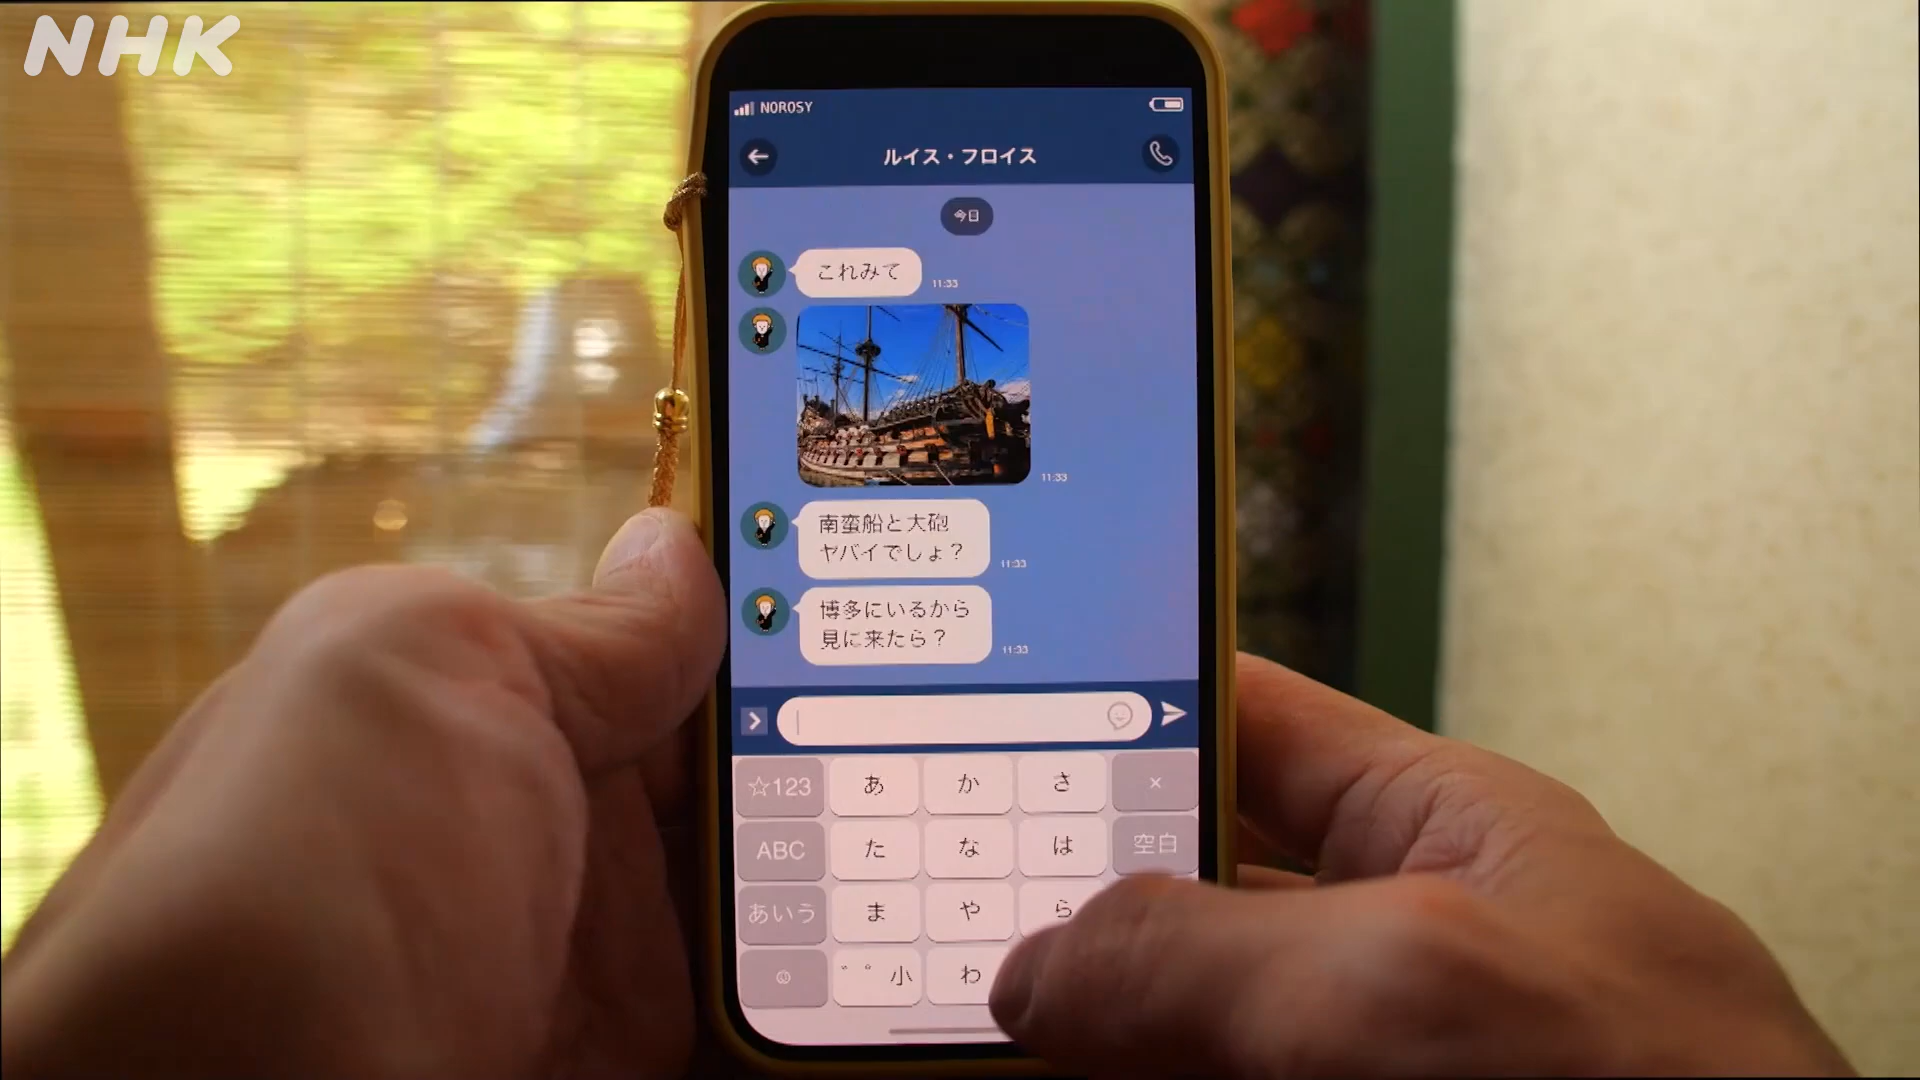 NHK
NOROSY
ルイス・フロイス
今日
これみて
11:33
11:33
南蛮船と大砲
ヤバイでしょ？
11:33
博多にいるから
見に来たら？
11:33
☆123
あ
か
さ
×
ABC
た
な
は
空白
あいう
ま
や
ら
小
わ